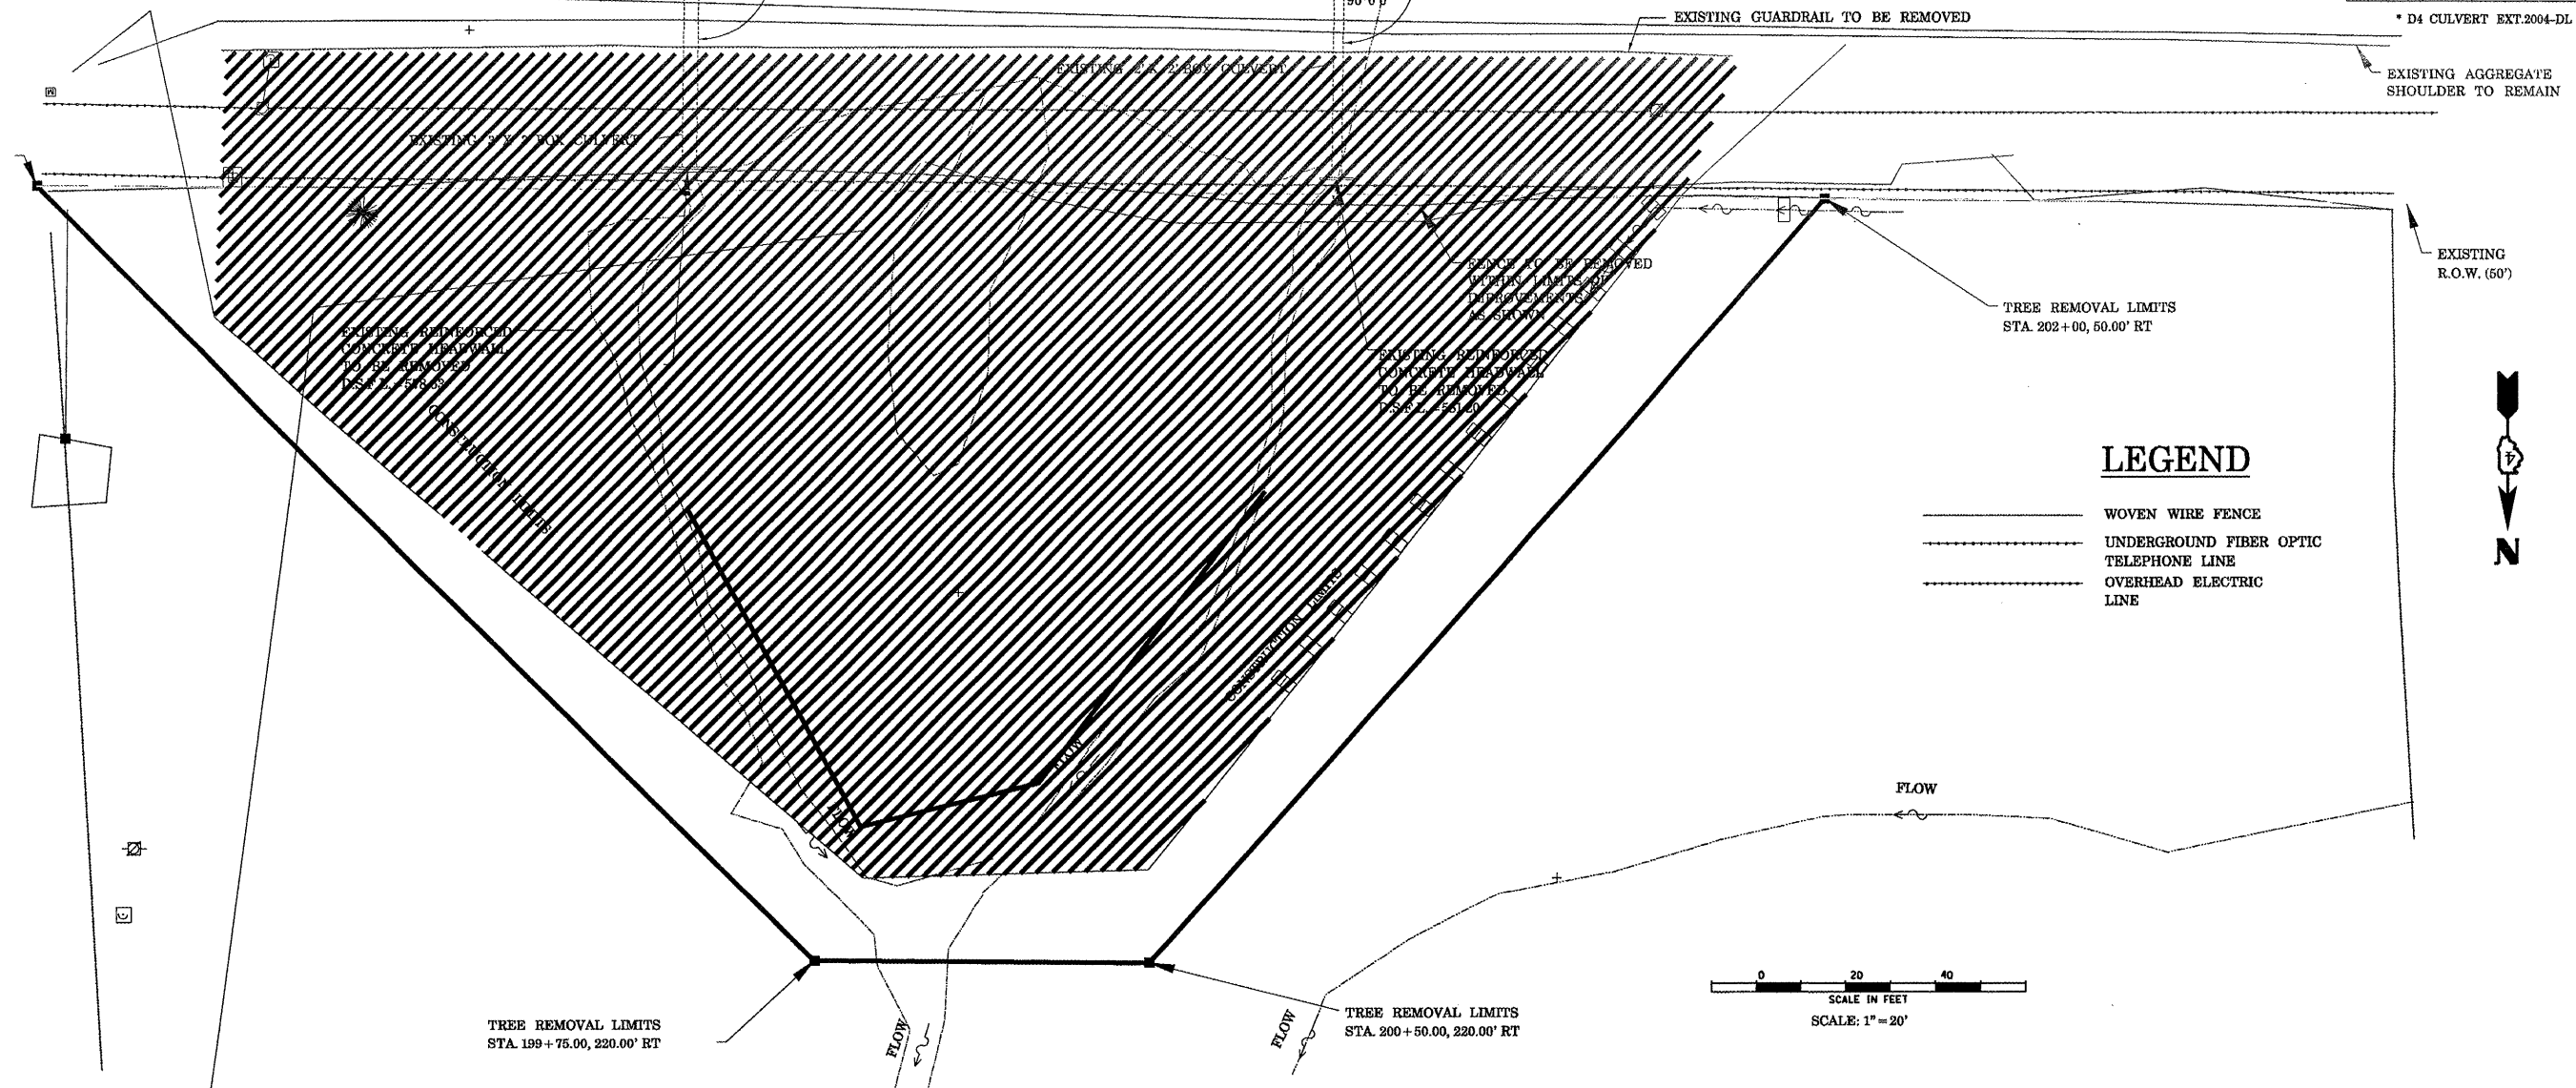 90°0'0"
EXISTING GUARDRAIL TO BE REMOVED
* D4 CULVERT EXT.2004-DL
EXISTING 2' X 2' BOX CULVERT
EXISTING AGGREGATE
SHOULDER TO REMAIN
EXISTING BOX CULVERT
EXISTING
R.O.W. (50')
FENCE TO BE REMOVED
WITHIN LIMITS OF
IMPROVEMENTS
AS SHOWN
TREE REMOVAL LIMITS
STA. 202+00, 50.00' RT
EXISTING REINFORCED
CONCRETE HEADWALL
TO BE REMOVED
EXISTING REINFORCED
CONCRETE HEADWALL
TO BE REMOVED
CONSTRUCTION LIMITS
CONSTRUCTION LIMITS
LEGEND
WOVEN WIRE FENCE
UNDERGROUND FIBER OPTIC
TELEPHONE LINE
OVERHEAD ELECTRIC
LINE
4
N
FLOW
FLOW
FLOW
0 20 40
SCALE IN FEET
SCALE: 1"=20'
TREE REMOVAL LIMITS
STA. 199+75.00, 220.00' RT
FLOW
FLOW
TREE REMOVAL LIMITS
STA. 200+50.00, 220.00' RT